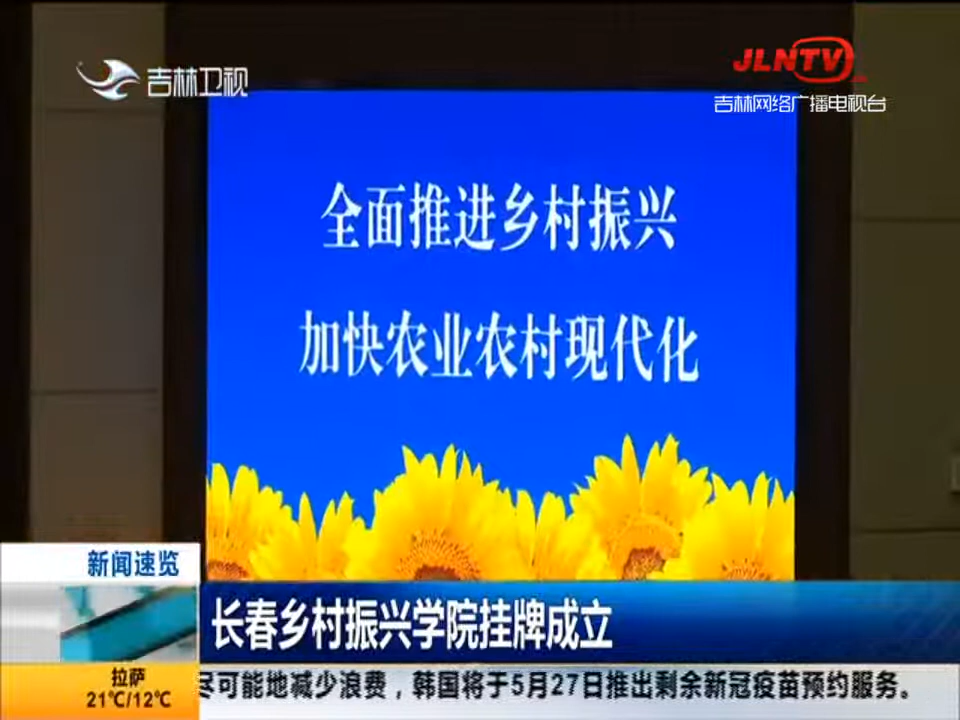 吉林卫视
JLNTV
吉林网络广播电视台
全面推进乡村振兴
加快农业农村现代化
新闻速览
长春乡村振兴学院挂牌成立
拉萨
21℃/12℃
尽可能地减少浪费，韩国将于5月27日推出剩余新冠疫苗预约服务。